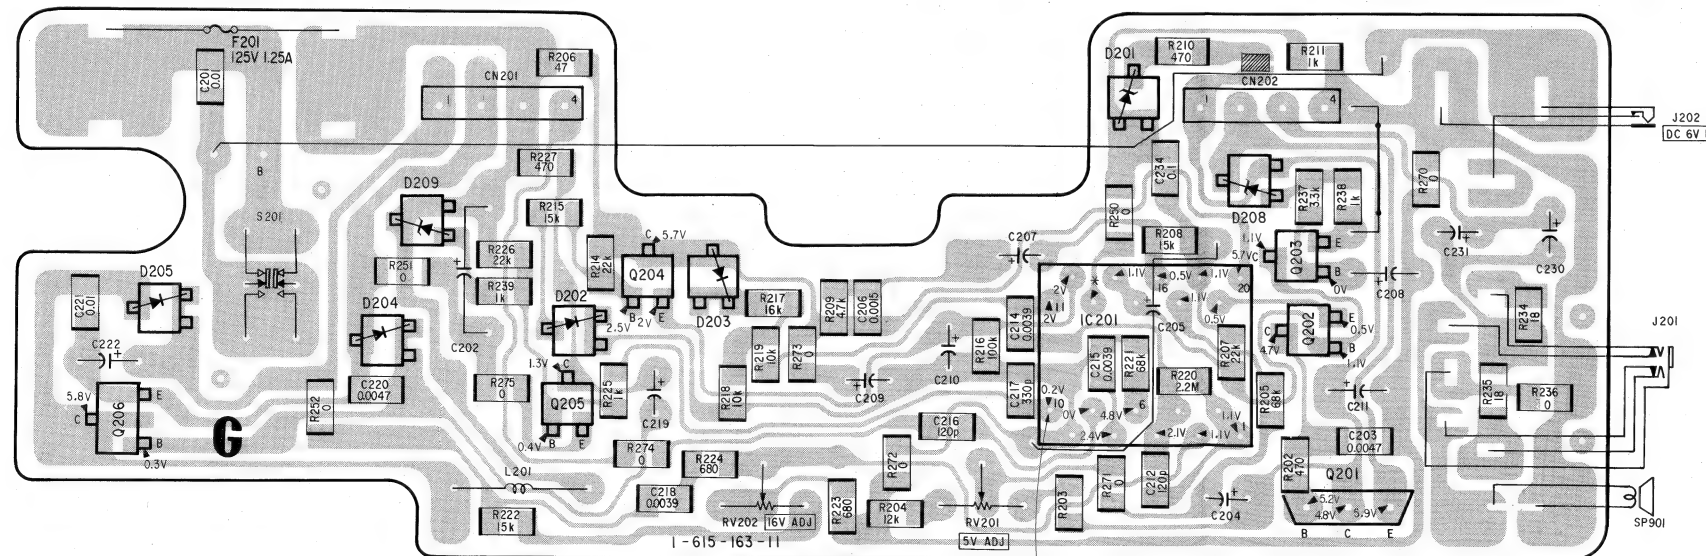 F201
125V 1.25A
C201
0.01
R206
47
CN201
1
4
R227
470
B
D209
S201
R215
15k
R226
22k
R251
0
R239
1k
R214
22k
C 5.7V
Q204
B 2V E
D203
D205
C221
0.01
D204
D202
2.5V
C202
C222
R217
16k
R209
4.7k
C206
0.0015
R219
10k
R273
0
1.3V C
5.8V
C
E
Q206
B
0.3V
R252
0
C220
0.0047
R275
0
R225
1k
C219
Q205
0.4V B E
R218
10k
C209
C210
G
R274
0
R224
680
C216
120p
R272
0
L201
C218
0.0039
R222
15k
RV202
16V ADJ
R223
680
R204
12k
RV201
5V ADJ
1-615-163-11
D201
R210
470
R211
1k
CN202
1
4
J202
DC 6V
C234
0.1
D208
R250
0
R237
3.3k
R238
1k
R270
0
R208
15k
C207
1.1V
5.7V C
Q203
E
B
0V
C231
C230
C208
2V
*
1.1V
0.5V
16
1.1V
20
11
2V
IC201
1.1V
C205
0.5V
C214
0.0039
R216
100k
C215
0.0039
R221
68k
R207
22k
C
4.7V
Q202
E
0.5V
B
1.1V
R234
18
J201
C217
330p
0.2V
10
R220
2.2M
R205
68k
C211
R235
18
R236
0
0V
4.8V
6
2.4V
2.1V
1.1V
1.1V
1
C203
0.0047
R202
470
Q201
R203
R271
0
C212
120p
C204
5.2V
4.8V
5.9V
B C E
SP901